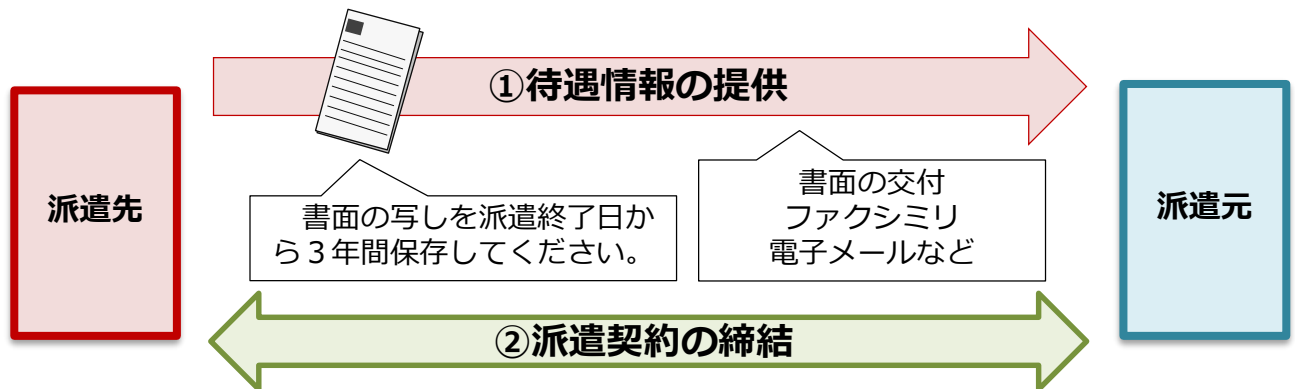 ①待遇情報の提供
派遣先
書面の写しを派遣終了日か
ら３年間保存してください。
書面の交付
ファクシミリ
電子メールなど
派遣元
②派遣契約の締結